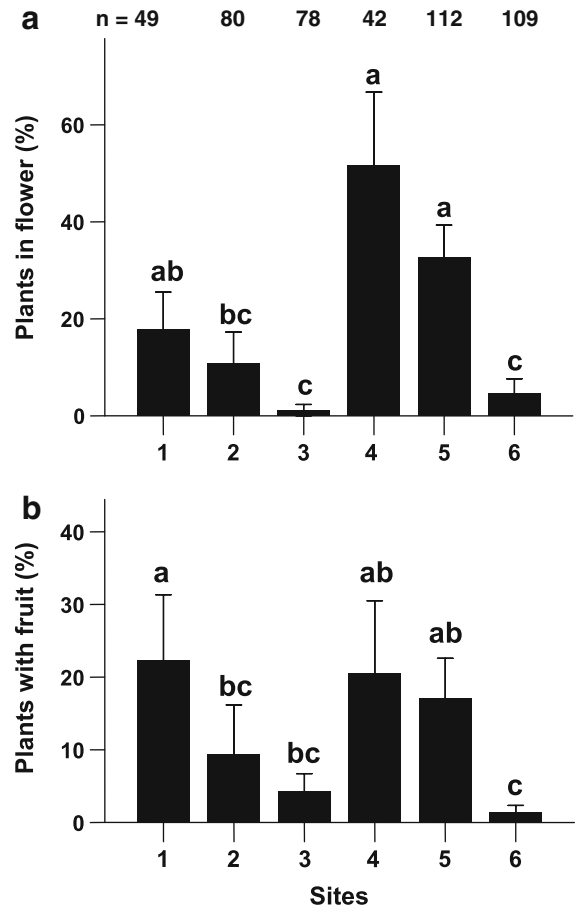 a n = 49 80 78 42 112 109
Plants in flower (%)
60
40
20
0
ab bc c a a c
1 2 3 4 5 6
b
Plants with fruit (%)
40
30
20
10
0
a bc bc ab ab c
1 2 3 4 5 6
Sites